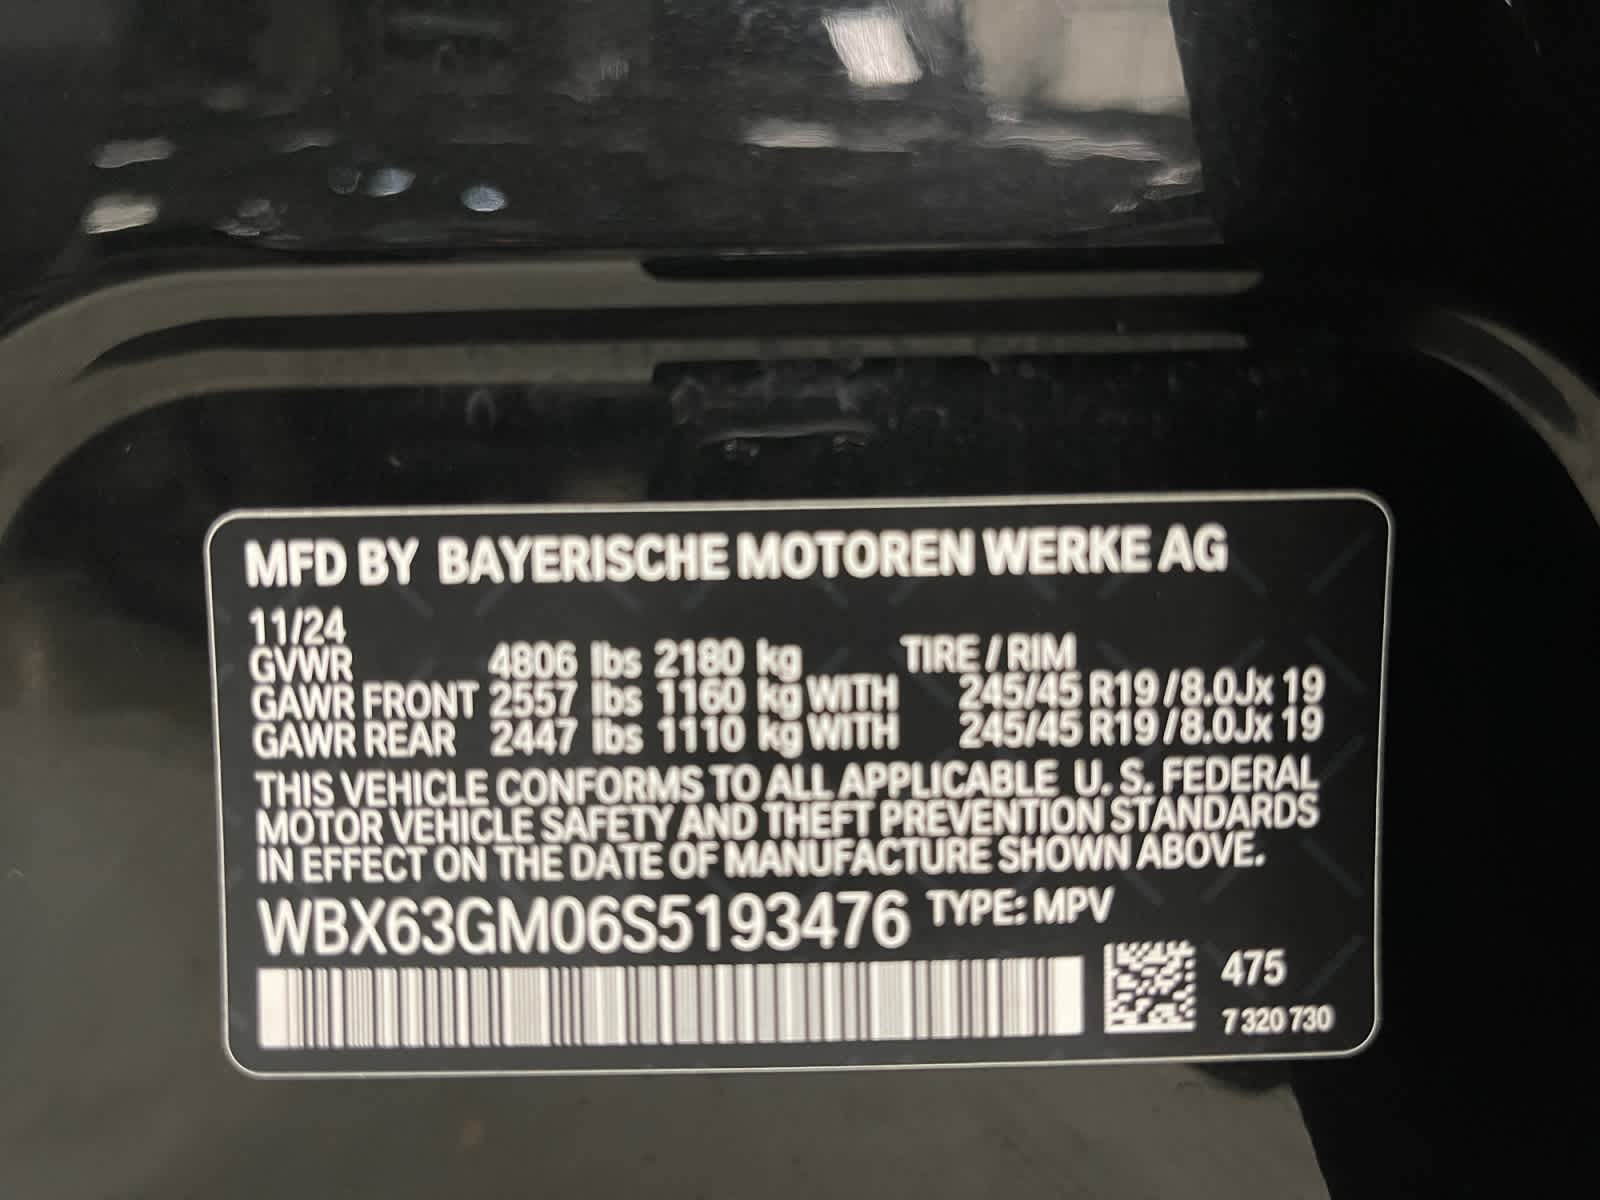 MFD BY BAYERISCHE MOTOREN WERKE AG
11/24
GVWR 4806 lbs 2180 kg TIRE / RIM
GAWR FRONT 2557 lbs 1160 kg WITH 245/45 R19 / 8.0Jx 19
GAWR REAR 2447 lbs 1110 kg WITH 245/45 R19 / 8.0Jx 19
THIS VEHICLE CONFORMS TO ALL APPLICABLE U. S. FEDERAL
MOTOR VEHICLE SAFETY AND THEFT PREVENTION STANDARDS
IN EFFECT ON THE DATE OF MANUFACTURE SHOWN ABOVE.
WBX63GM06S5193476 TYPE: MPV
475
7 320 730